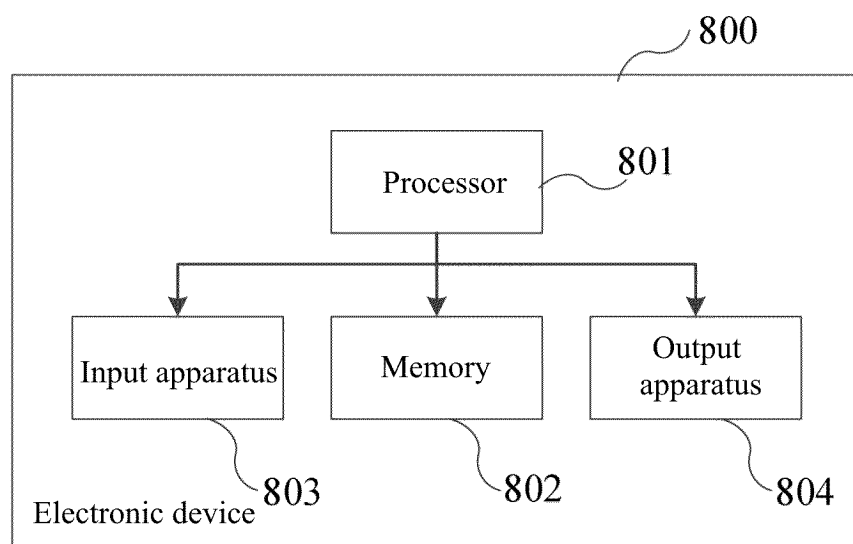 800
Processor
801
Input apparatus
Memory
Output
apparatus
803
802
804
Electronic device